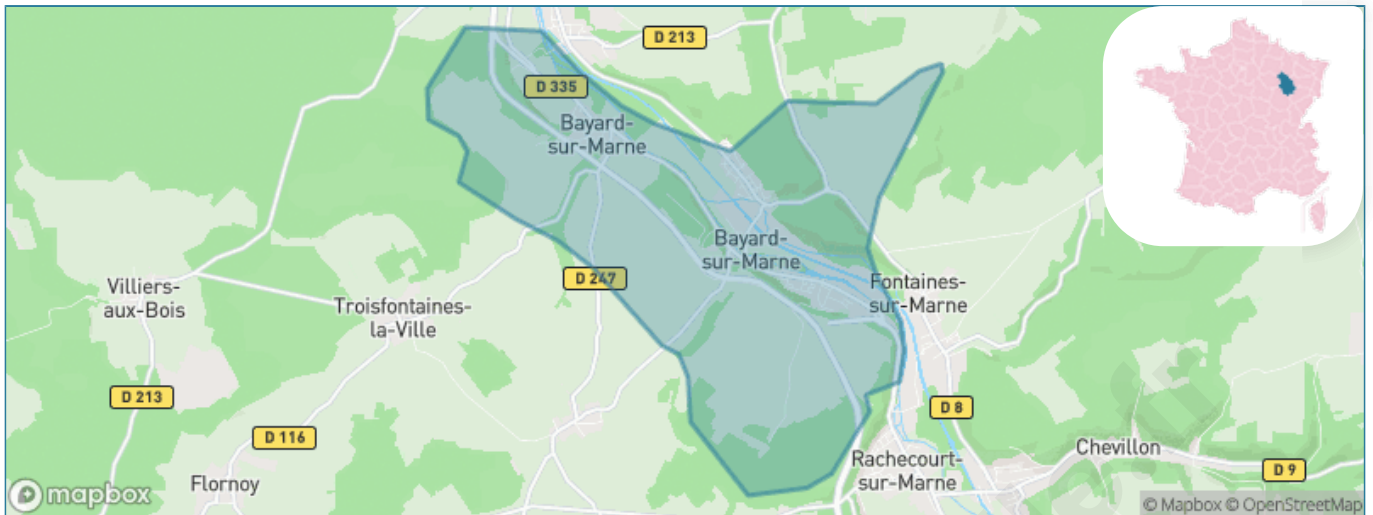 D 213
D 335
Bayard-
sur-Marne
Bayard-
sur-Marne
D 247
Fontaines-
sur-Marne
Villiers-
aux-Bois
Troisfontaines-
la-Ville
D 213
D 8
D 116
Chevillon
Rachecourt-
sur-Marne
D 9
Flornoy
mapbox
© Mapbox © OpenStreetMap